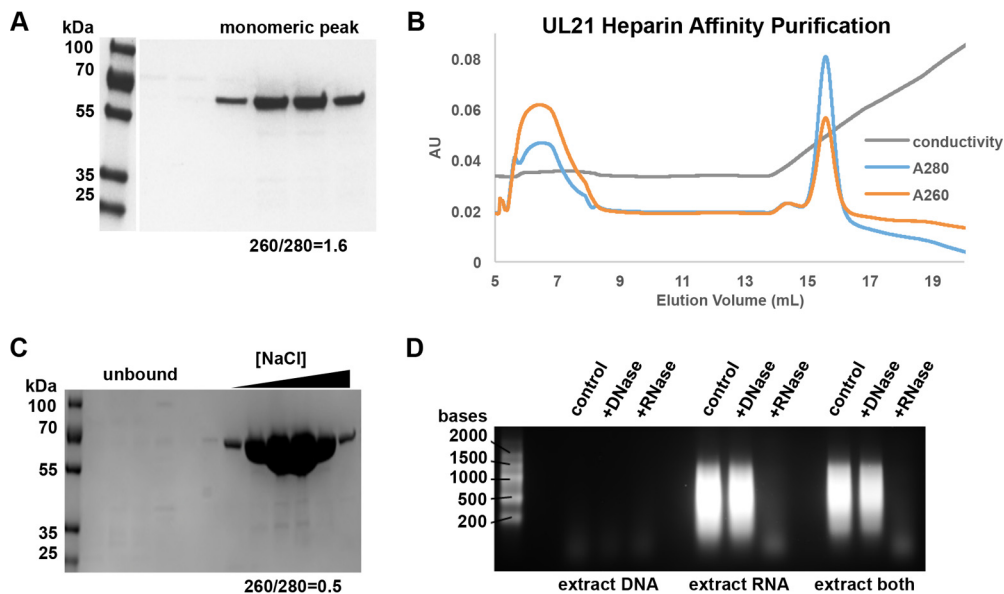 A
kDa
monomeric peak
100
70
55
35
25
260/280=1.6
B
UL21 Heparin Affinity Purification
0.08
0.06
0.04
0.02
0
AU
conductivity
A280
A260
5 7 9 11 13 15 17 19
Elution Volume (mL)
C
unbound
[NaCl]
kDa
100
70
55
35
25
260/280=0.5
D
control +DNase +RNase control +DNase +RNase control +DNase +RNase
bases
2000
1500
1000
500
200
extract DNA extract RNA extract both